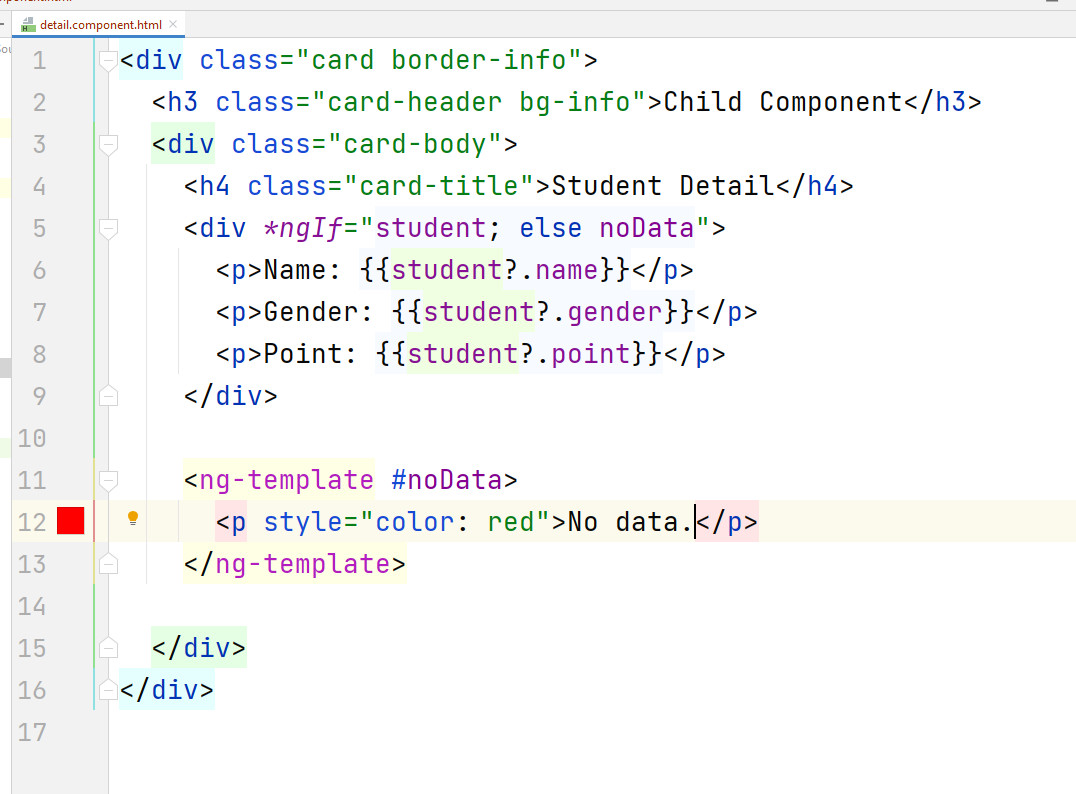 detail.component.html
1 <div class="card border-info">
2   <h3 class="card-header bg-info">Child Component</h3>
3   <div class="card-body">
4     <h4 class="card-title">Student Detail</h4>
5     <div *ngIf="student; else noData">
6       <p>Name: {{student?.name}}</p>
7       <p>Gender: {{student?.gender}}</p>
8       <p>Point: {{student?.point}}</p>
9     </div>
10
11     <ng-template #noData>
12       <p style="color: red">No data.</p>
13     </ng-template>
14
15   </div>
16 </div>
17